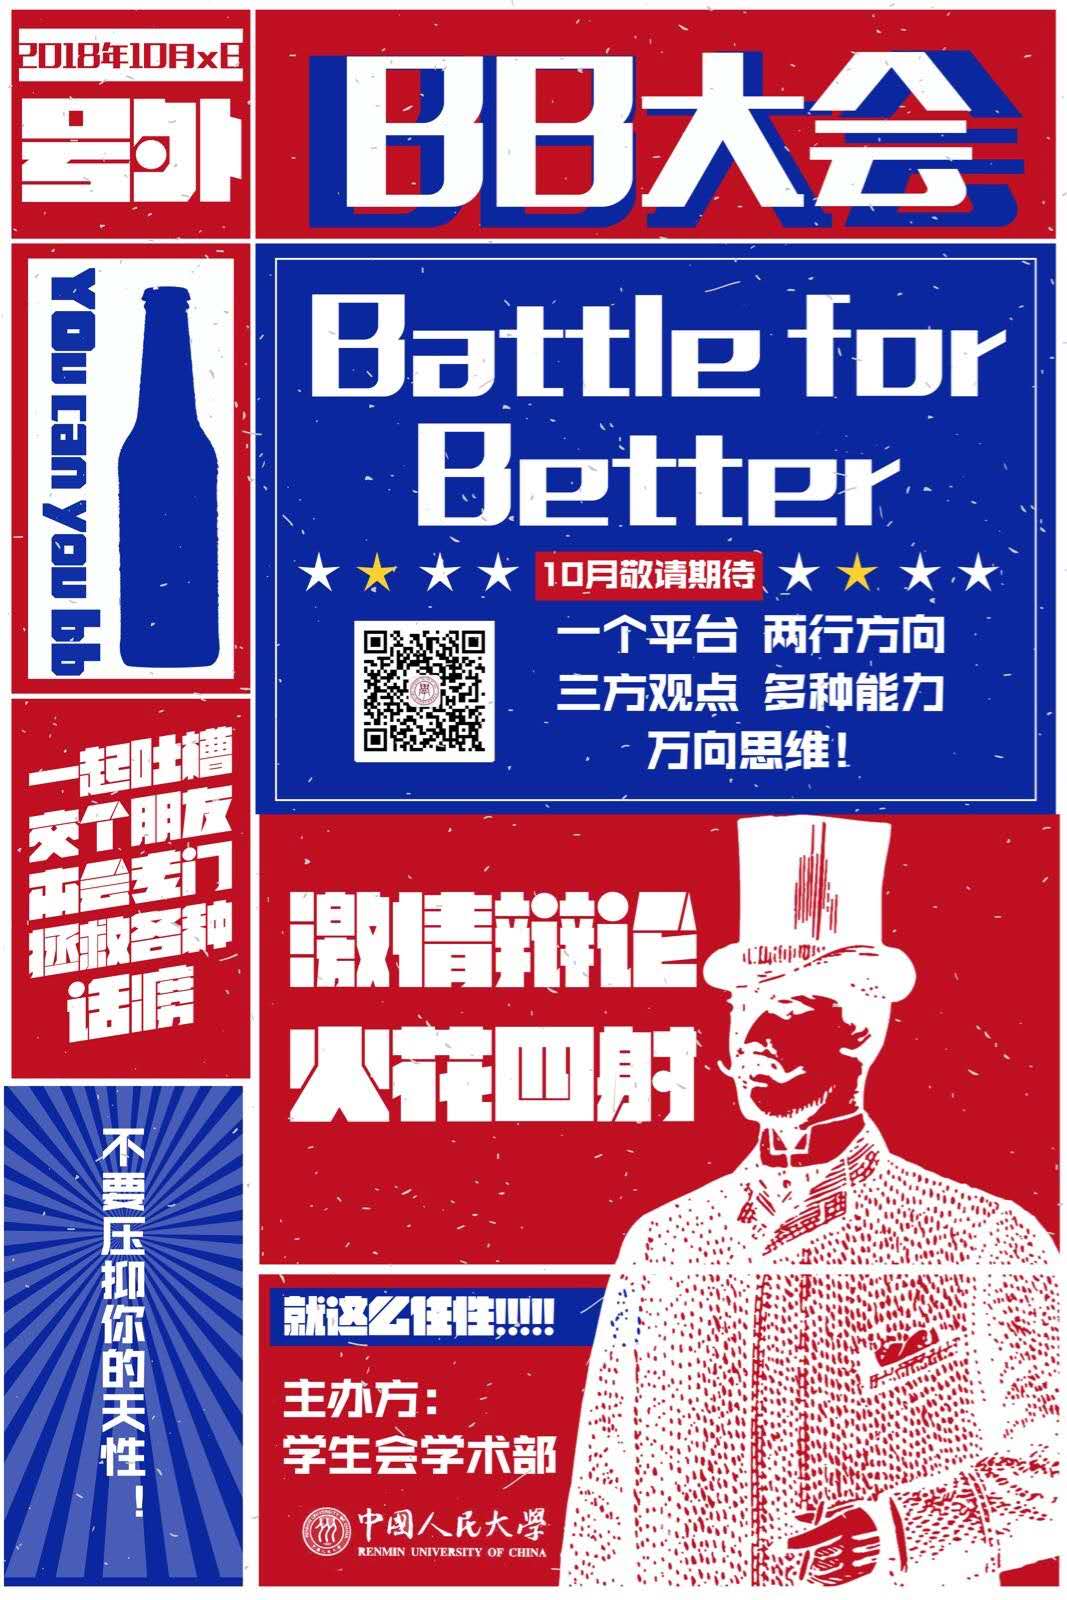 2018年10月x日
号外
BB大会
You can you bb
Battle for
Better
10月敬请期待
一个平台 两行方向
三方观点 多种能力
万向思维！
一起吐槽
交个朋友
本会专门
拯救各种
话痨
激情辩论
火花四射
不要压抑你的天性！
就这么任性!!!!!
主办方：
学生会学术部
中国人民大学
RENMIN UNIVERSITY OF CHINA